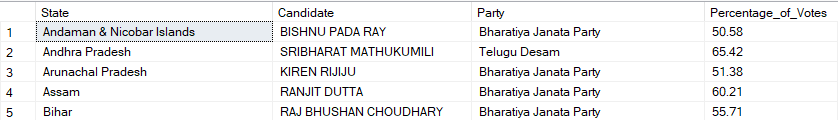 State Candidate Party Percentage_of_Votes
1 Andaman & Nicobar Islands BISHNU PADA RAY Bharatiya Janata Party 50.58
2 Andhra Pradesh SRIBHARAT MATHUKUMILI Telugu Desam 65.42
3 Arunachal Pradesh KIREN RIJIJU Bharatiya Janata Party 51.38
4 Assam RANJIT DUTTA Bharatiya Janata Party 60.21
5 Bihar RAJ BHUSHAN CHOUDHARY Bharatiya Janata Party 55.71